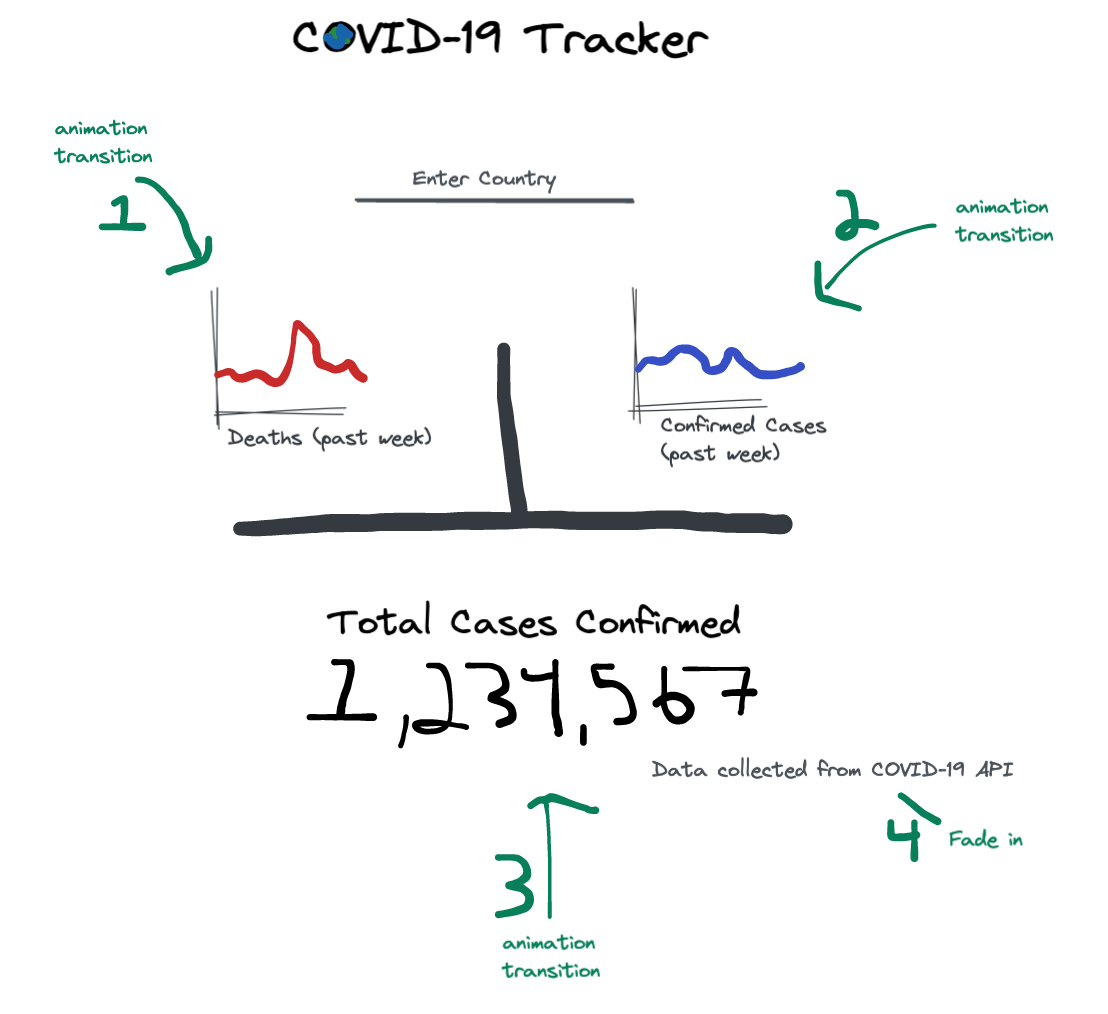 COVID-19 Tracker
animation
transition
1
Enter Country
2
animation
transition
Deaths (past week)
Confirmed Cases
(past week)
Total Cases Confirmed
1,234,567
Data collected from COVID-19 API
4
Fade in
3
animation
transition